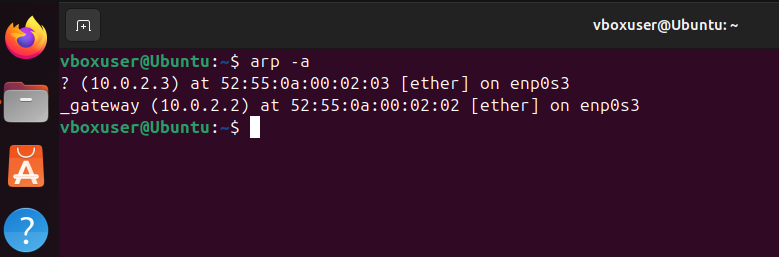 vboxuser@Ubuntu: ~
vboxuser@Ubuntu:~$ arp -a
? (10.0.2.3) at 52:55:0a:00:02:03 [ether] on enp0s3
_gateway (10.0.2.2) at 52:55:0a:00:02:02 [ether] on enp0s3
vboxuser@Ubuntu:~$